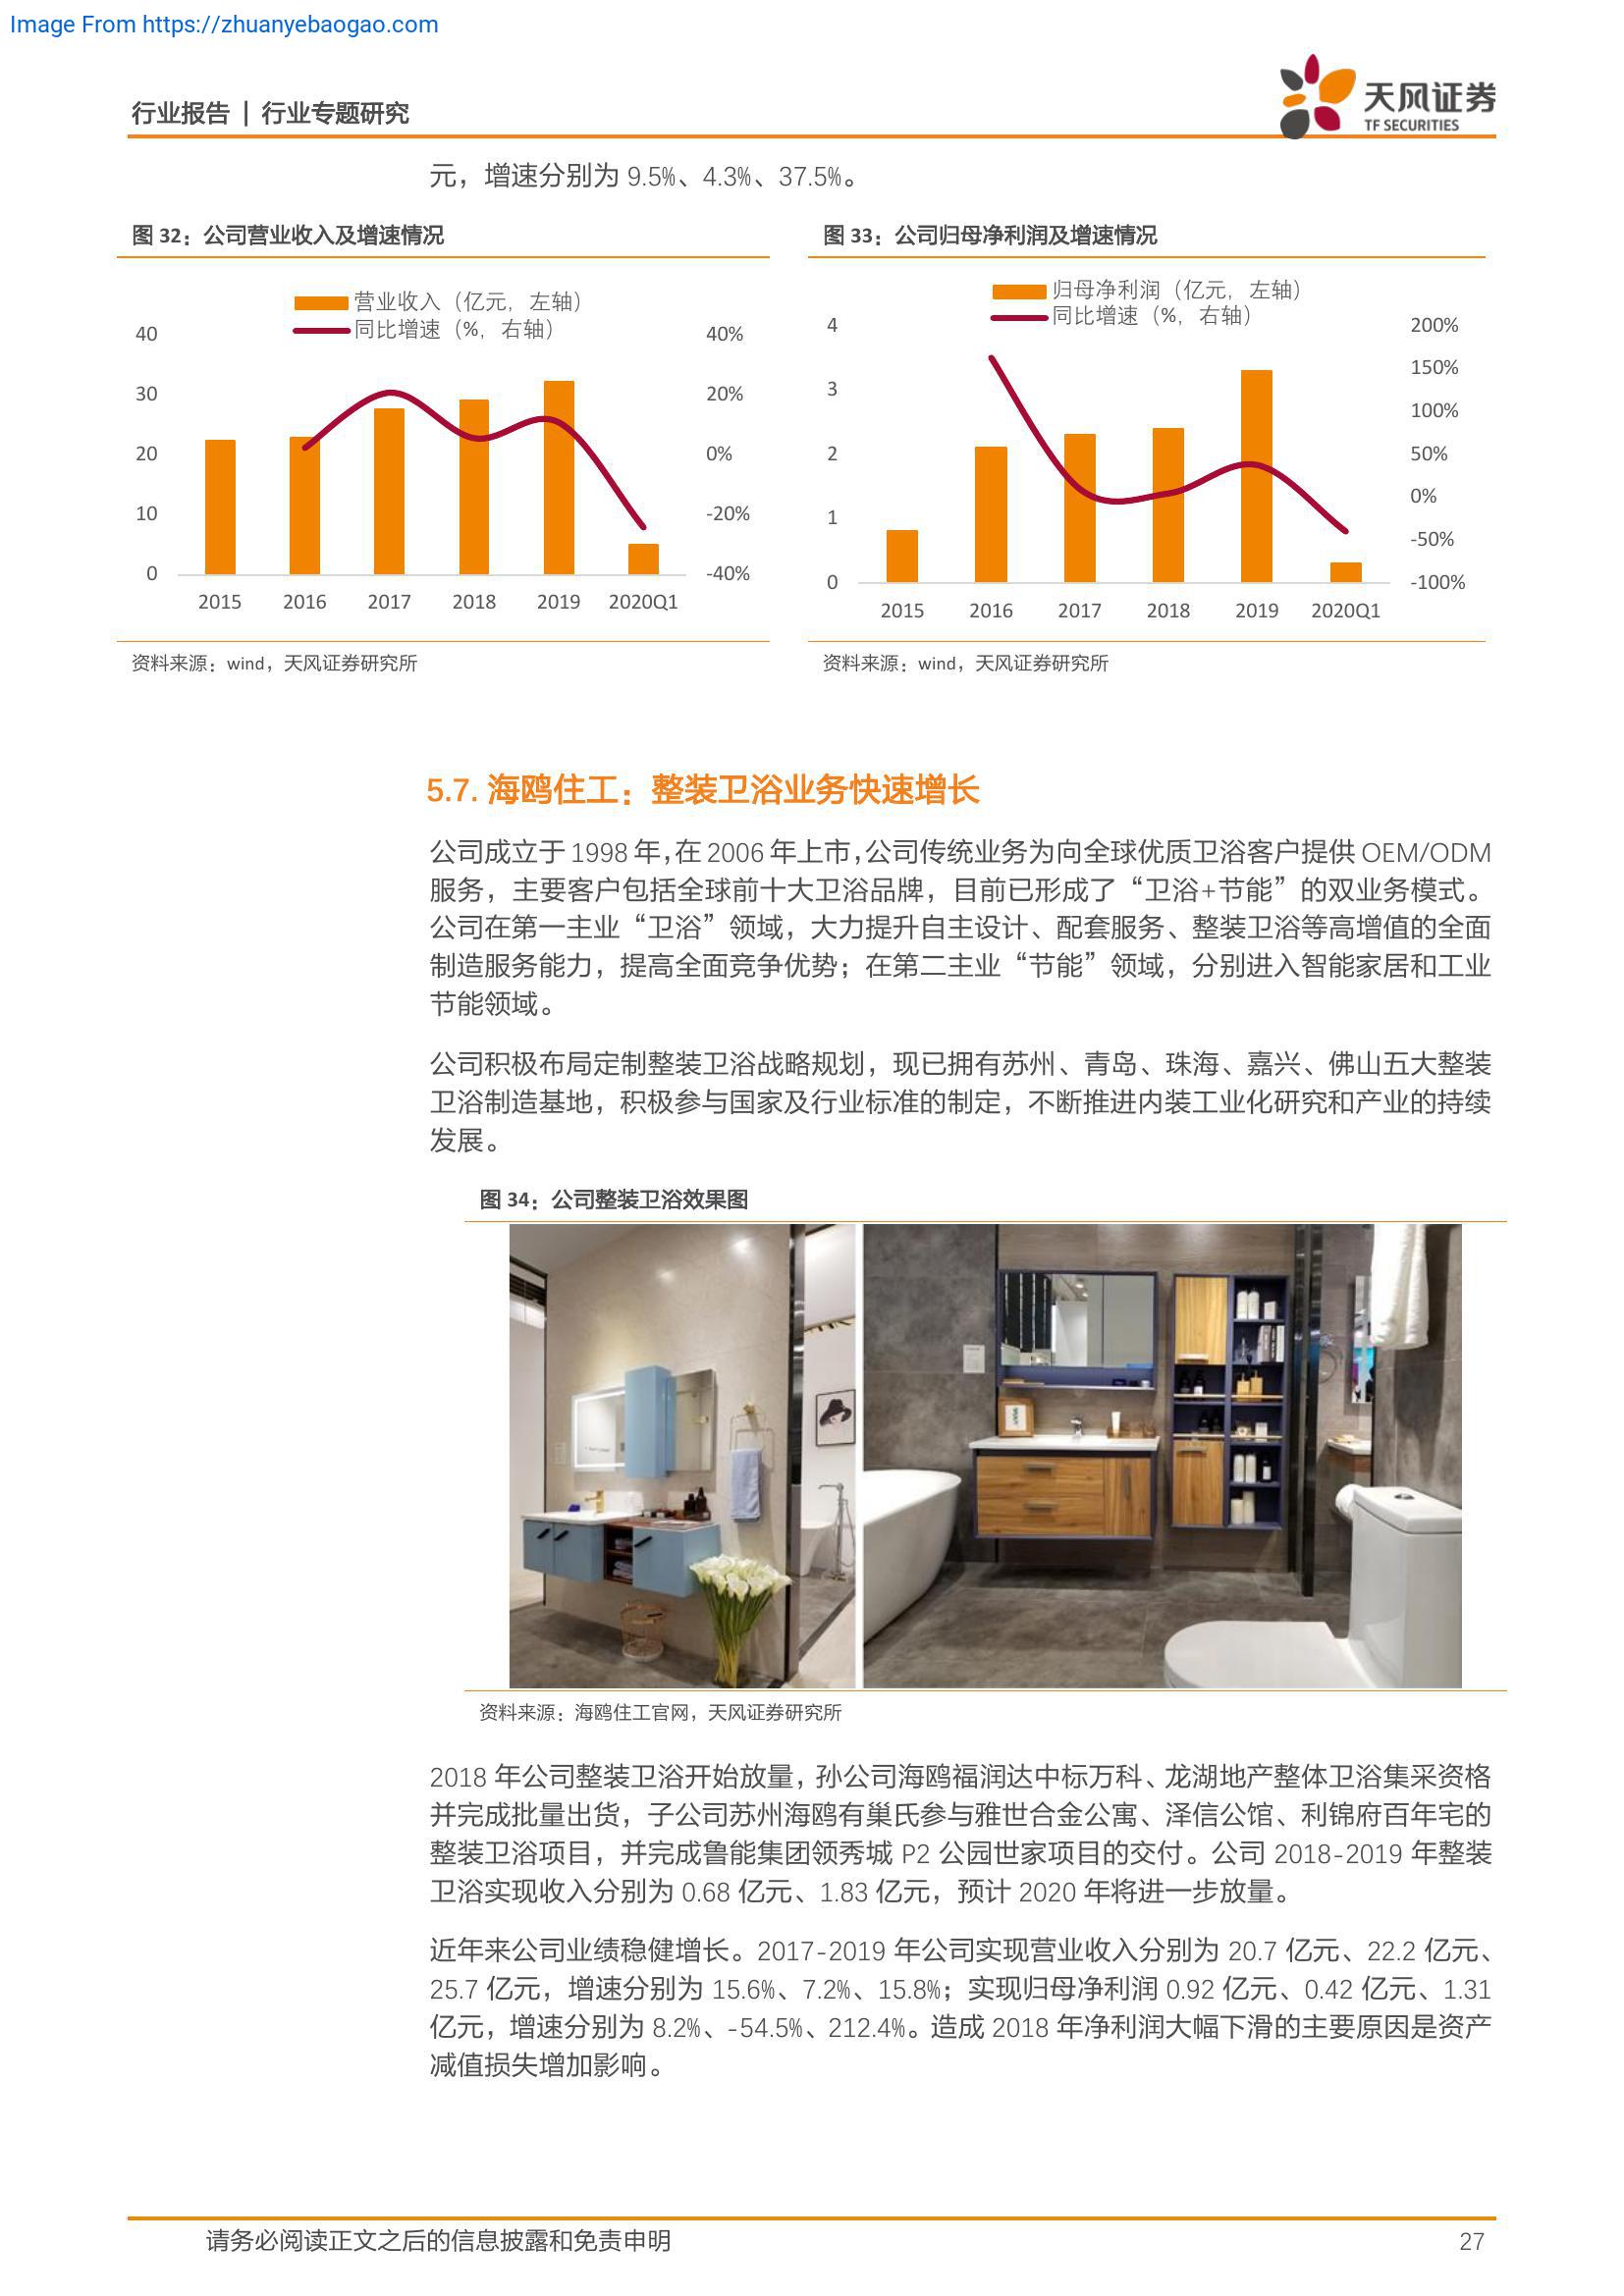 Image From https://zhuanyebaogao.com
行业报告 | 行业专题研究
天风证券
TF SECURITIES
元，增速分别为 9.5%、4.3%、37.5%。
图 32：公司营业收入及增速情况
营业收入（亿元，左轴）
同比增速（%，右轴）
40
30
20
10
0
40%
20%
0%
-20%
-40%
2015 2016 2017 2018 2019 2020Q1
资料来源：wind，天风证券研究所
图 33：公司归母净利润及增速情况
归母净利润（亿元，左轴）
同比增速（%，右轴）
4
3
2
1
0
200%
150%
100%
50%
0%
-50%
-100%
2015 2016 2017 2018 2019 2020Q1
资料来源：wind，天风证券研究所
5.7. 海鸥住工：整装卫浴业务快速增长
公司成立于 1998 年，在 2006 年上市，公司传统业务为向全球优质卫浴客户提供 OEM/ODM
服务，主要客户包括全球前十大卫浴品牌，目前已形成了“卫浴+节能”的双业务模式。
公司在第一主业“卫浴”领域，大力提升自主设计、配套服务、整装卫浴等高增值的全面
制造服务能力，提高全面竞争优势；在第二主业“节能”领域，分别进入智能家居和工业
节能领域。
公司积极布局定制整装卫浴战略规划，现已拥有苏州、青岛、珠海、嘉兴、佛山五大整装
卫浴制造基地，积极参与国家及行业标准的制定，不断推进内装工业化研究和产业的持续
发展。
图 34：公司整装卫浴效果图
资料来源：海鸥住工官网，天风证券研究所
2018 年公司整装卫浴开始放量，孙公司海鸥福润达中标万科、龙湖地产整体卫浴集采资格
并完成批量出货，子公司苏州海鸥有巢氏参与雅世合金公寓、泽信公馆、利锦府百年宅的
整装卫浴项目，并完成鲁能集团领秀城 P2 公园世家项目的交付。公司 2018-2019 年整装
卫浴实现收入分别为 0.68 亿元、1.83 亿元，预计 2020 年将进一步放量。
近年来公司业绩稳健增长。2017-2019 年公司实现营业收入分别为 20.7 亿元、22.2 亿元、
25.7 亿元，增速分别为 15.6%、7.2%、15.8%；实现归母净利润 0.92 亿元、0.42 亿元、1.31
亿元，增速分别为 8.2%、-54.5%、212.4%。造成 2018 年净利润大幅下滑的主要原因是资产
减值损失增加影响。
请务必阅读正文之后的信息披露和免责申明
27